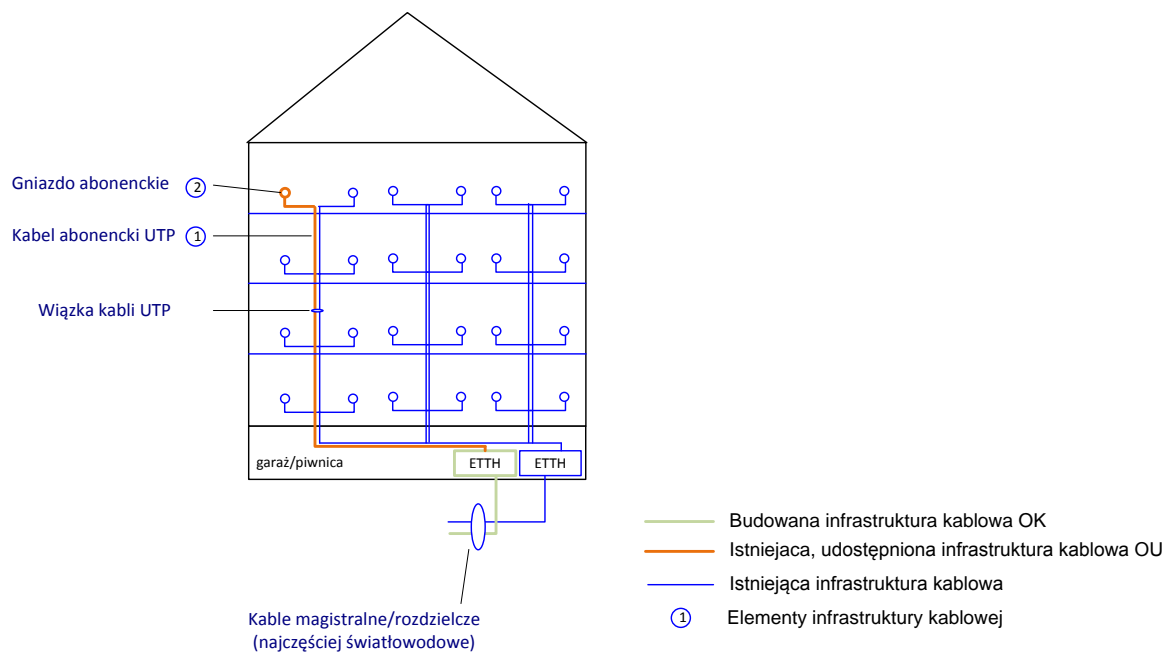 Gniazdo abonenckie 2
Kabel abonencki UTP 1
Wiązka kabli UTP
garaż/piwnica
ETTH
ETTH
Kable magistralne/rozdzielcze
(najczęściej światłowodowe)
Budowana infrastruktura kablowa OK
Istniejaca, udostępniona infrastruktura kablowa OU
Istniejąca infrastruktura kablowa
1 Elementy infrastruktury kablowej